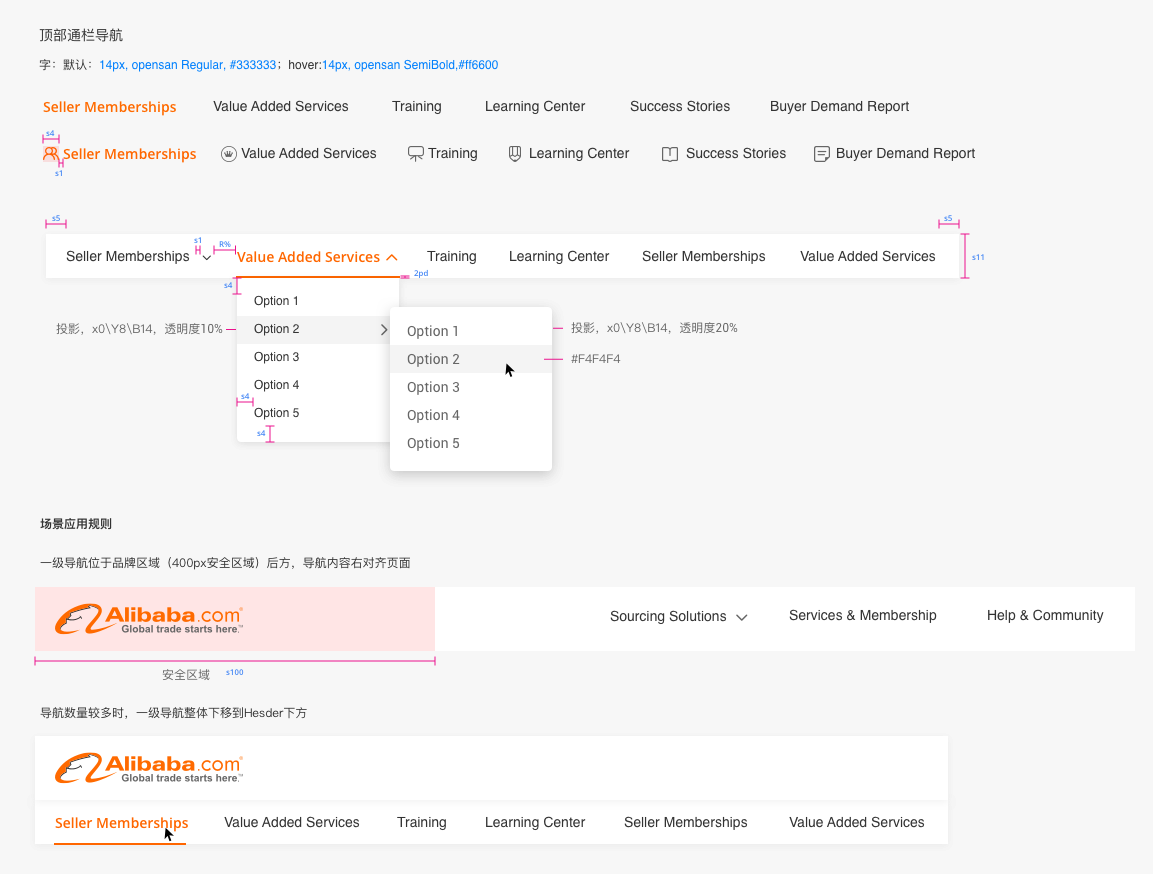 顶部通栏导航
字：默认：14px, opensan Regular, #333333；hover:14px, opensan SemiBold,#ff6600
Seller Memberships Value Added Services Training Learning Center Success Stories Buyer Demand Report
s4
Seller Memberships Value Added Services Training Learning Center Success Stories Buyer Demand Report
s1
s5 s5
s1 R%
Seller Memberships Value Added Services Training Learning Center Seller Memberships Value Added Services s11
2pd
s4
Option 1
投影，x0\Y8\B14，透明度10% Option 2
Option 3
Option 4
s4
Option 5
s4
Option 1 投影，x0\Y8\B14，透明度20%
Option 2 #F4F4F4
Option 3
Option 4
Option 5
场景应用规则
一级导航位于品牌区域（400px安全区域）后方，导航内容右对齐页面
Alibaba.com®
Global trade starts here.™
Sourcing Solutions Services & Membership Help & Community
安全区域 s100
导航数量较多时，一级导航整体下移到Hesder下方
Alibaba.com®
Global trade starts here.™
Seller Memberships Value Added Services Training Learning Center Seller Memberships Value Added Services